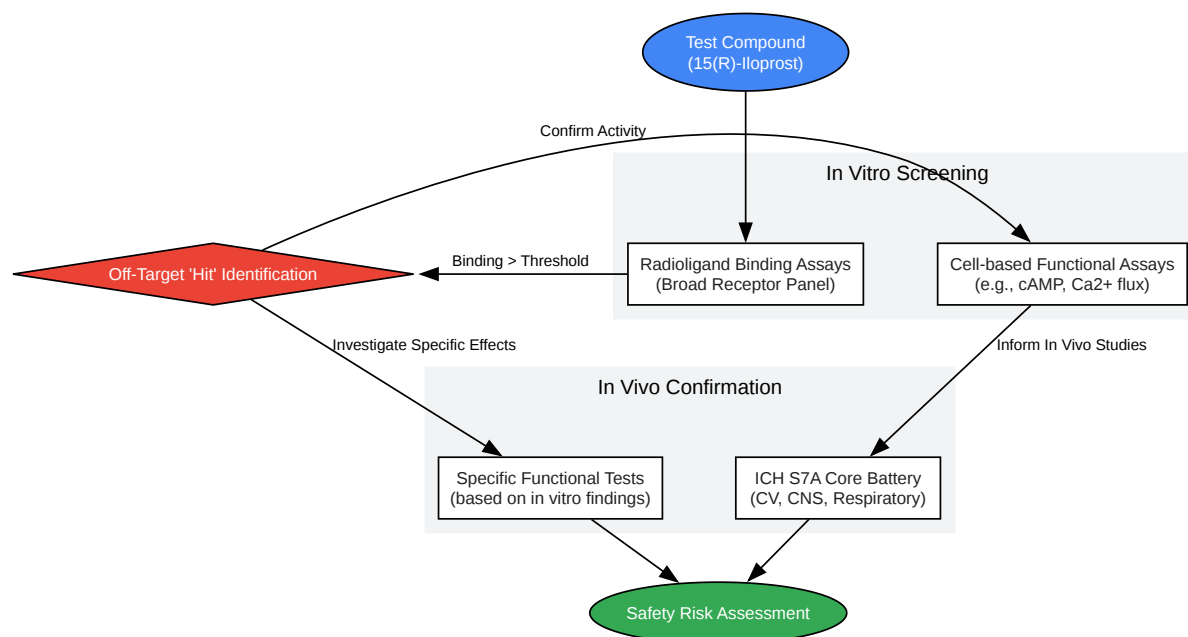 Test Compound
(15(R)-Iloprost)
Confirm Activity
In Vitro Screening
Off-Target 'Hit' Identification
Binding > Threshold
Radioligand Binding Assays
(Broad Receptor Panel)
Cell-based Functional Assays
(e.g., cAMP, Ca2+ flux)
Investigate Specific Effects
Inform In Vivo Studies
In Vivo Confirmation
Specific Functional Tests
(based on in vitro findings)
ICH S7A Core Battery
(CV, CNS, Respiratory)
Safety Risk Assessment